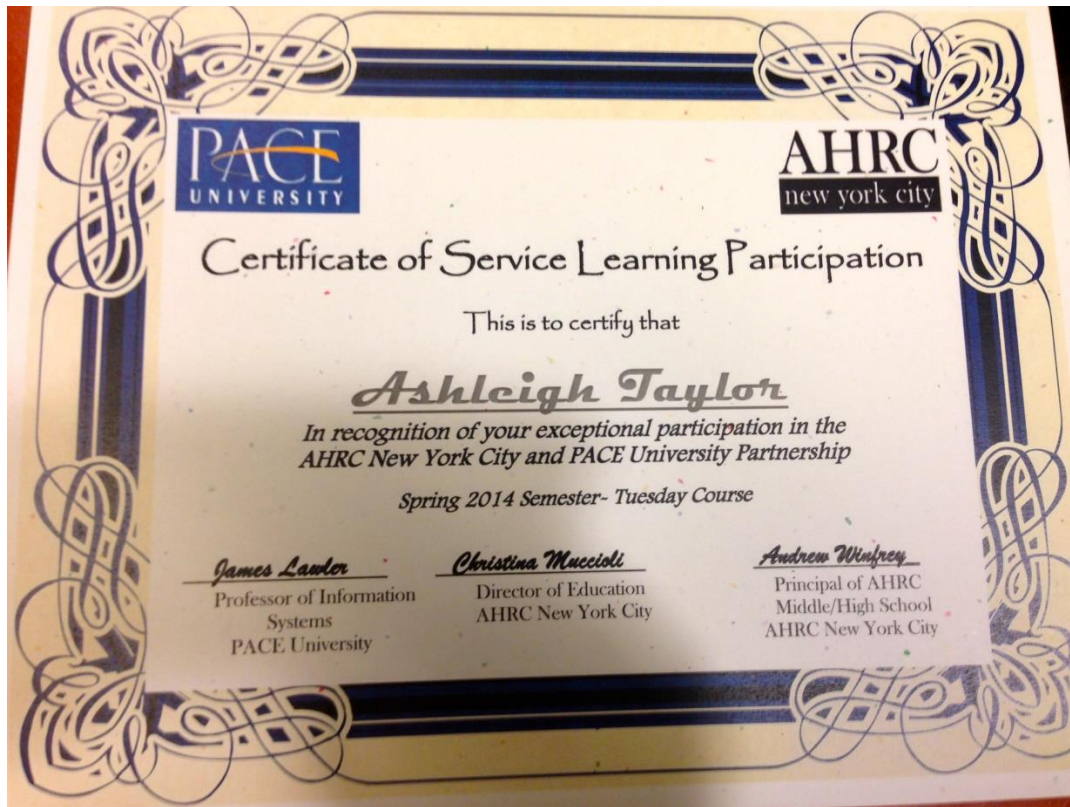 PACE
UNIVERSITY
AHRC
new york city
Certificate of Service Learning Participation
This is to certify that
Ashleigh Taylor
In recognition of your exceptional participation in the
AHRC New York City and PACE University Partnership
Spring 2014 Semester- Tuesday Course
James Lawler
Professor of Information
Systems
PACE University
Christina Muccioli
Director of Education
AHRC New York City
Andrew Winfrey
Principal of AHRC
Middle/High School
AHRC New York City